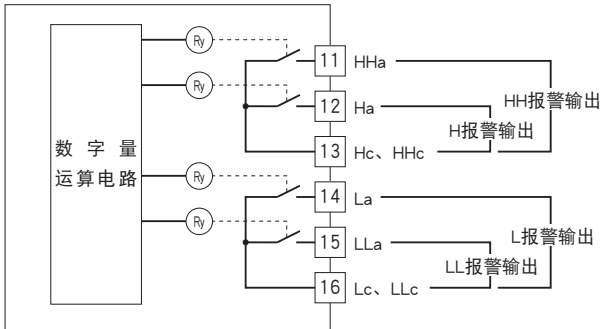 Ry
11 HHa
HH报警输出
Ry
12 Ha
H报警输出
13 Hc、HHc
数字量
运算电路
Ry
14 La
L报警输出
Ry
15 LLa
LL报警输出
16 Lc、LLc